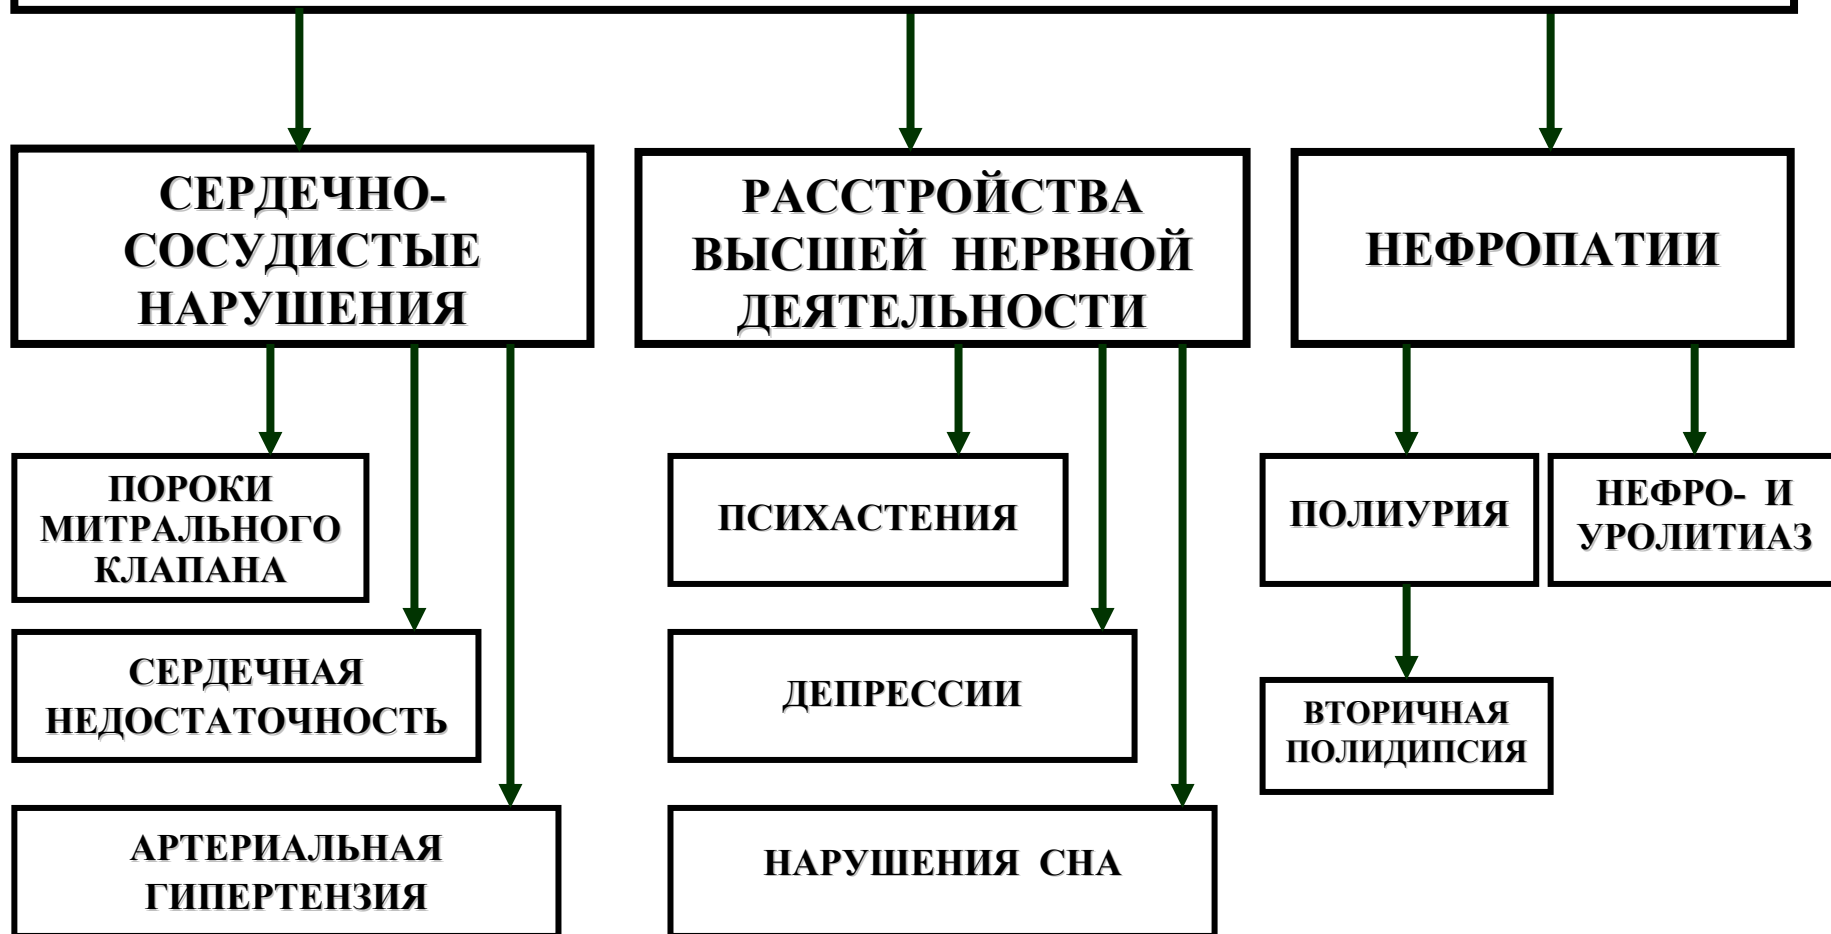 СЕРДЕЧНО-
СОСУДИСТЫЕ
НАРУШЕНИЯ
РАССТРОЙСТВА
ВЫСШЕЙ НЕРВНОЙ
ДЕЯТЕЛЬНОСТИ
НЕФРОПАТИИ
ПОРОКИ
МИТРАЛЬНОГО
КЛАПАНА
ПСИХАСТЕНИЯ
ПОЛИУРИЯ
НЕФРО- И
УРОЛИТИАЗ
СЕРДЕЧНАЯ
НЕДОСТАТОЧНОСТЬ
ДЕПРЕССИИ
ВТОРИЧНАЯ
ПОЛИДИПСИЯ
АРТЕРИАЛЬНАЯ
ГИПЕРТЕНЗИЯ
НАРУШЕНИЯ СНА